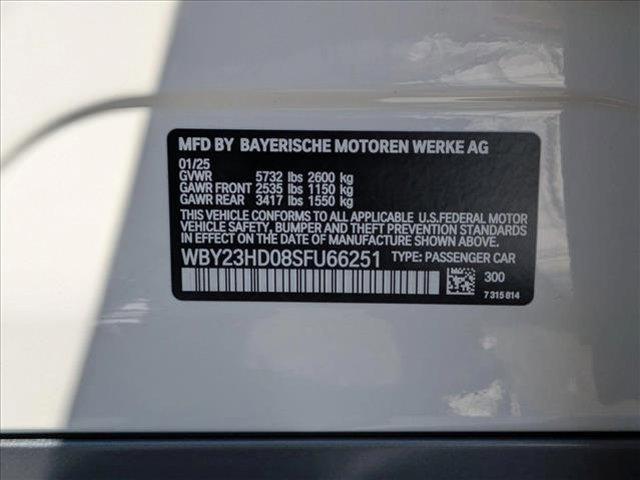 MFD BY BAYERISCHE MOTOREN WERKE AG
01/25
GVWR 5732 lbs 2600 kg
GAWR FRONT 2535 lbs 1150 kg
GAWR REAR 3417 lbs 1550 kg
THIS VEHICLE CONFORMS TO ALL APPLICABLE U.S.FEDERAL MOTOR
VEHICLE SAFETY, BUMPER, AND THEFT PREVENTION STANDARDS
IN EFFECT ON THE DATE OF MANUFACTURE SHOWN ABOVE.
WBY23HD08SFU66251 TYPE: PASSENGER CAR
300
7 315 814